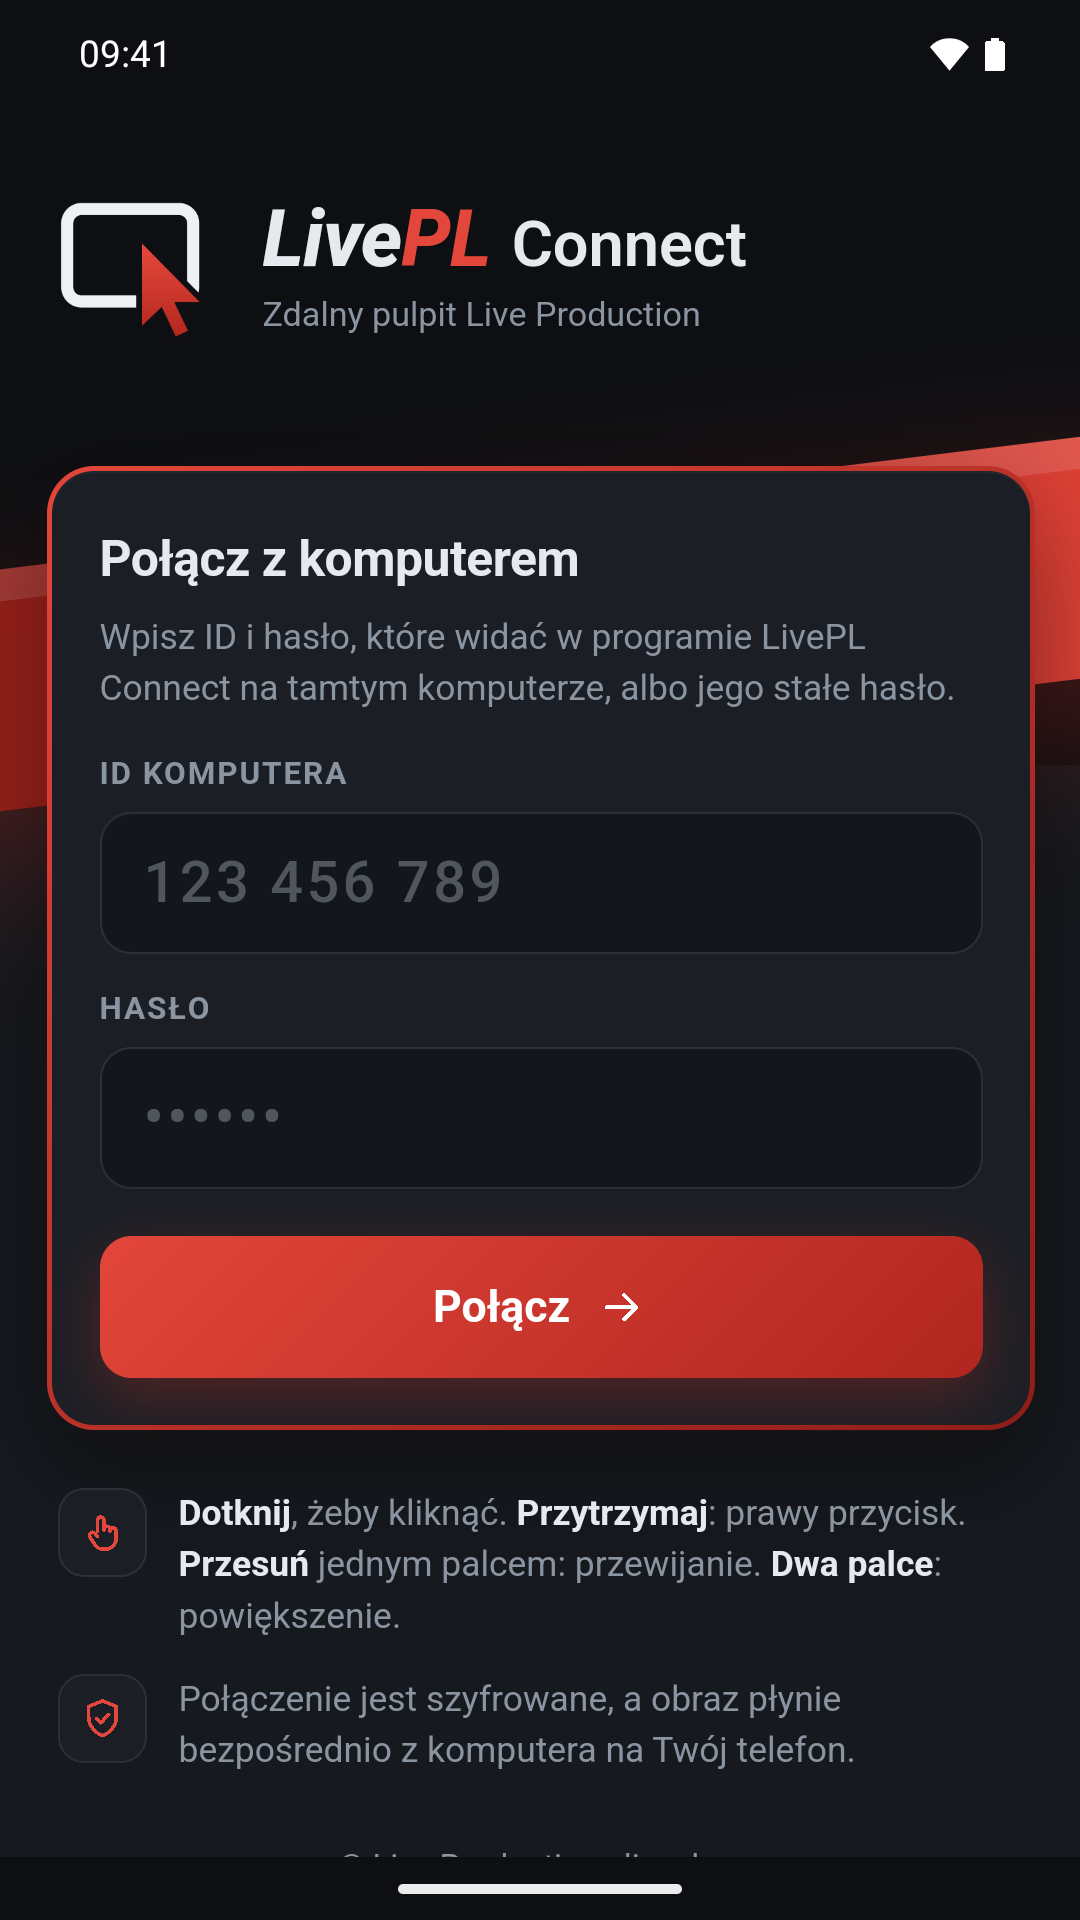 09:41
LivePL Connect
Zdalny pulpit Live Production
Połącz z komputerem
Wpisz ID i hasło, które widać w programie LivePL
Connect na tamtym komputerze, albo jego stałe hasło.
ID KOMPUTERA
123 456 789
HASŁO
••••••
Połącz →
Dotknij, żeby kliknąć. Przytrzymaj: prawy przycisk.
Przesuń jednym palcem: przewijanie. Dwa palce:
powiększenie.
Połączenie jest szyfrowane, a obraz płynie
bezpośrednio z komputera na Twój telefon.